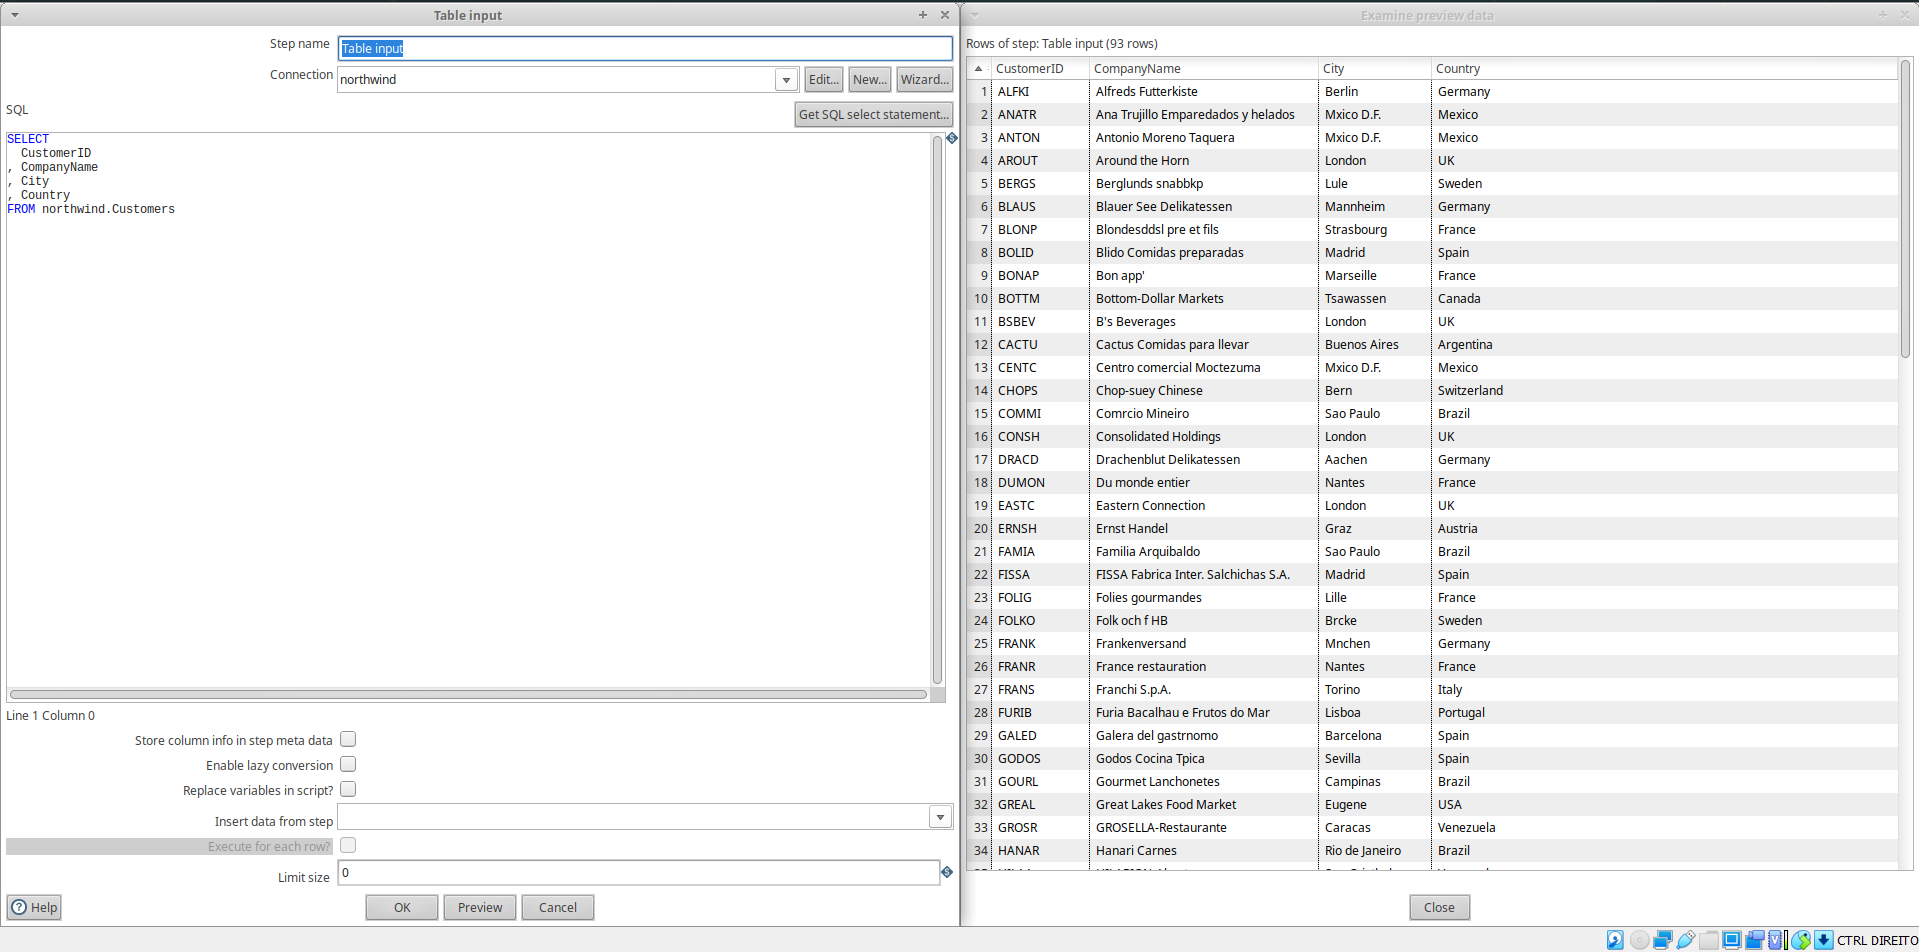 Table input
Step name Table input
Connection northwind Edit... New... Wizard...
SQL Get SQL select statement...
SELECT
CustomerID
, CompanyName
, City
, Country
FROM northwind.Customers
Line 1 Column 0
Store column info in step meta data
Enable lazy conversion
Replace variables in script?
Insert data from step
Execute for each row?
Limit size 0
Help OK Preview Cancel
Examine preview data
Rows of step: Table input (93 rows)
CustomerID CompanyName City Country
1 ALFKI Alfreds Futterkiste Berlin Germany
2 ANATR Ana Trujillo Emparedados y helados Mxico D.F. Mexico
3 ANTON Antonio Moreno Taquera Mxico D.F. Mexico
4 AROUT Around the Horn London UK
5 BERGS Berglunds snabbkp Lule Sweden
6 BLAUS Blauer See Delikatessen Mannheim Germany
7 BLONP Blondesddsl pre et fils Strasbourg France
8 BOLID Blido Comidas preparadas Madrid Spain
9 BONAP Bon app' Marseille France
10 BOTTM Bottom-Dollar Markets Tsawassen Canada
11 BSBEV B's Beverages London UK
12 CACTU Cactus Comidas para llevar Buenos Aires Argentina
13 CENTC Centro comercial Moctezuma Mxico D.F. Mexico
14 CHOPS Chop-suey Chinese Bern Switzerland
15 COMMI Comrcio Mineiro Sao Paulo Brazil
16 CONSH Consolidated Holdings London UK
17 DRACD Drachenblut Delikatessen Aachen Germany
18 DUMON Du monde entier Nantes France
19 EASTC Eastern Connection London UK
20 ERNSH Ernst Handel Graz Austria
21 FAMIA Familia Arquibaldo Sao Paulo Brazil
22 FISSA FISSA Fabrica Inter. Salchichas S.A. Madrid Spain
23 FOLIG Folies gourmandes Lille France
24 FOLKO Folk och f HB Brcke Sweden
25 FRANK Frankenversand Mnchen Germany
26 FRANR France restauration Nantes France
27 FRANS Franchi S.p.A. Torino Italy
28 FURIB Furia Bacalhau e Frutos do Mar Lisboa Portugal
29 GALED Galera del gastrnomo Barcelona Spain
30 GODOS Godos Cocina Tpica Sevilla Spain
31 GOURL Gourmet Lanchonetes Campinas Brazil
32 GREAL Great Lakes Food Market Eugene USA
33 GROSR GROSELLA-Restaurante Caracas Venezuela
34 HANAR Hanari Carnes Rio de Janeiro Brazil
Close
CTRL DIREITO